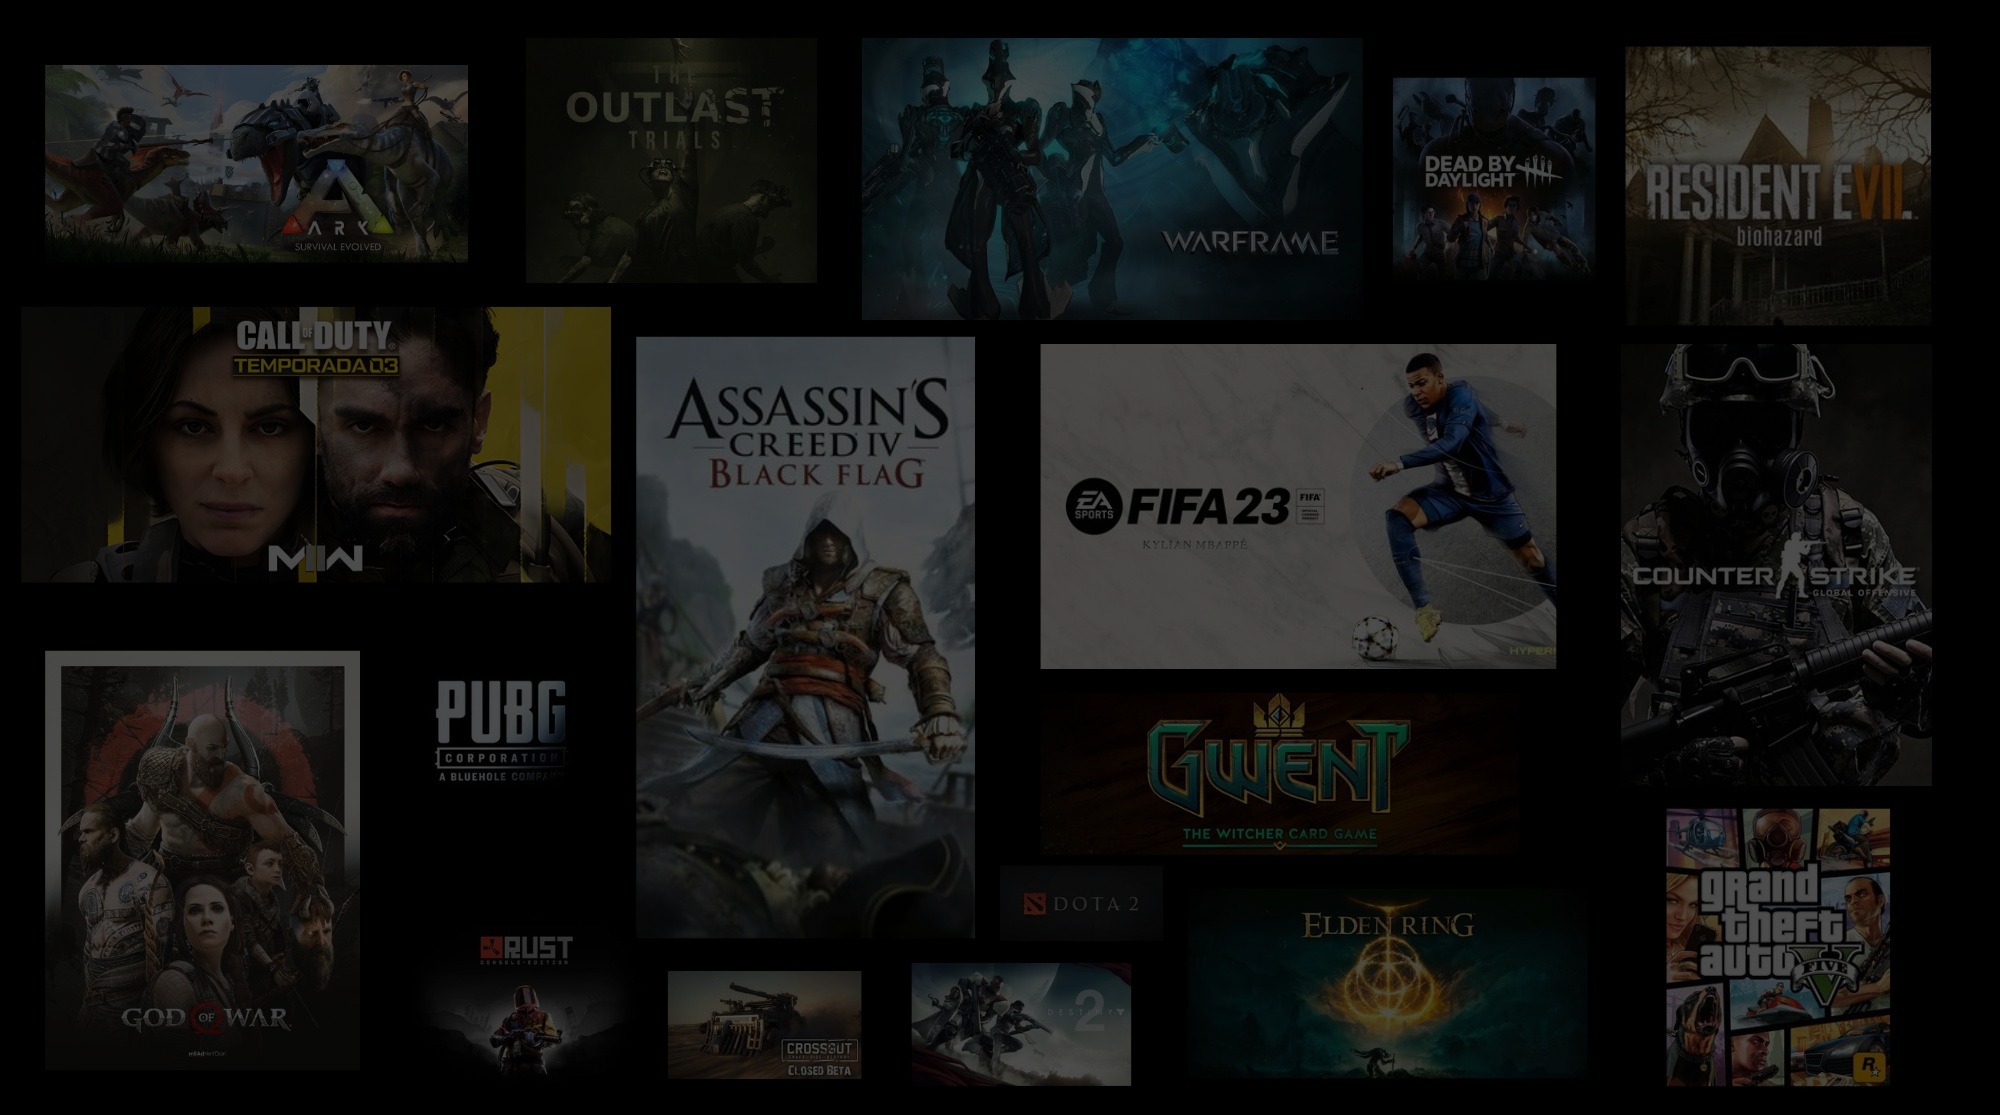 ARK
SURVIVAL EVOLVED
THE
OUTLAST
TRIALS
WARFRAME
DEAD BY
DAYLIGHT
RESIDENT EVII.
biohazard
CALL OF DUTY
TEMPORADA 03
MW
ASSASSIN'S
CREED IV
BLACK FLAG
EA
SPORTS
FIFA 23
FIFA
KYLIAN MBAPPÉ
HYPER
COUNTER STRIKE
GLOBAL OFFENSIVE
GOD OF WAR
PUBG
CORPORATION
A BLUEHOLE COMPANY
GWENT
THE WITCHER CARD GAME
DOTA 2
ELDEN RING
grand
theft
auto V
FIVE
R
RUST
CONSOLE EDITION
CROSSOUT
CLOSED BETA
DESTINY 2